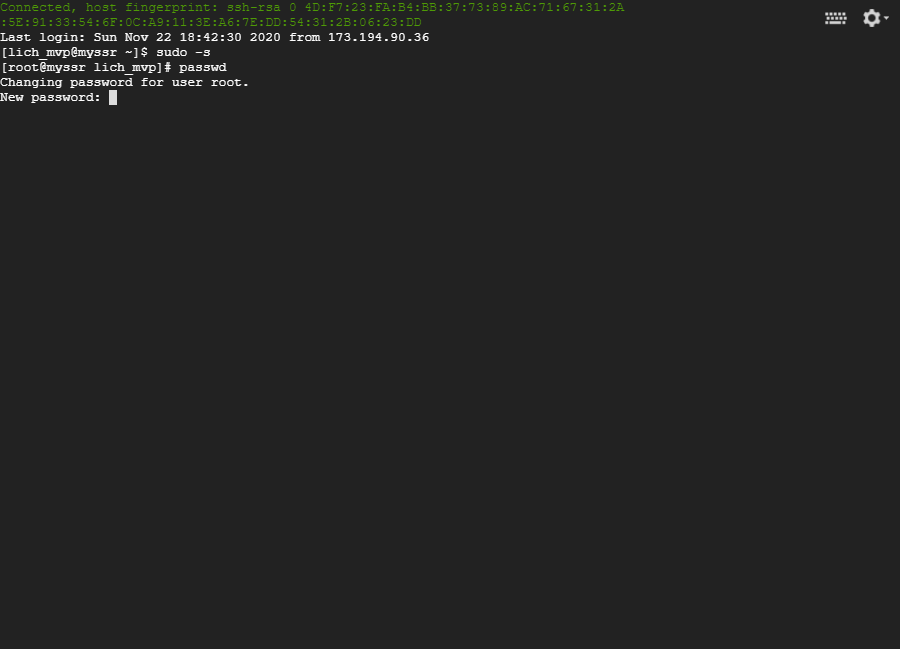 Connected, host fingerprint: ssh-rsa 0 4D:F7:23:FA:B4:BB:37:73:89:AC:71:67:31:2A
:5E:91:33:54:6F:0C:A9:11:3E:A6:7E:DD:54:31:2B:06:23:DD
Last login: Sun Nov 22 18:42:30 2020 from 173.194.90.36
[lich_mvp@myssr ~]$ sudo -s
[root@myssr lich_mvp]# passwd
Changing password for user root.
New password: